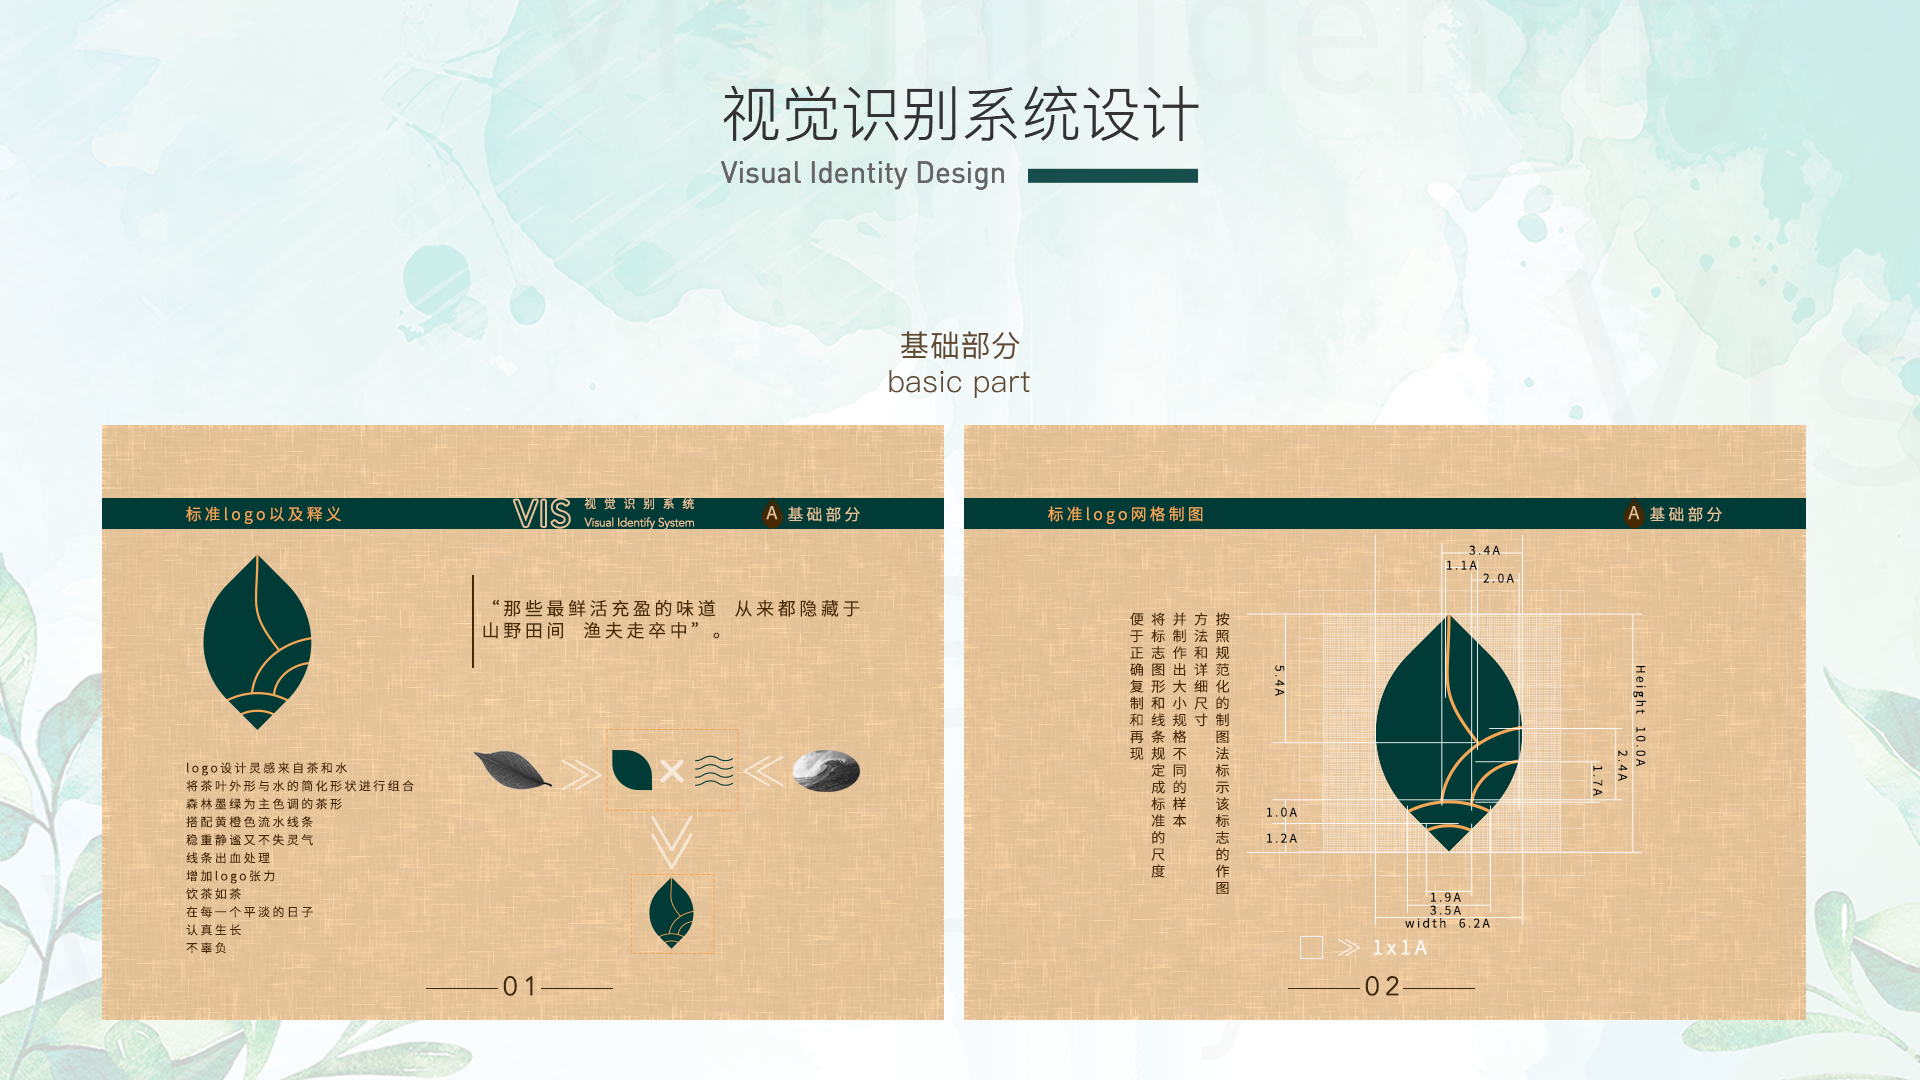 视觉识别系统设计
Visual Identity Design
基础部分
basic part
标准logo以及释义
VIS
视觉识别系统
Visual Identify System
A
基础部分
“那些最鲜活充盈的味道 从来都隐藏于
山野田间 渔夫走卒中”。
logo设计灵感来自茶和水
将茶叶外形与水的简化形状进行组合
森林墨绿为主色调的茶形
搭配黄橙色流水线条
稳重静谧又不失灵气
线条出血处理
增加logo张力
饮茶如茶
在每一个平淡的日子
认真生长
不辜负
01
标准logo网格制图
A
基础部分
按照规范化的制图法标示该标志的作图
方法和详细尺寸
并制作出大小规格不同的样本
将标志图形和线条规定成标准的尺度
便于正确复制和再现
3.4A
1.1A
2.0A
5.4A
Height 10.0A
2.4A
1.7A
1.0A
1.2A
1.9A
3.5A
width 6.2A
1x1A
02
Visual Identity
Vis